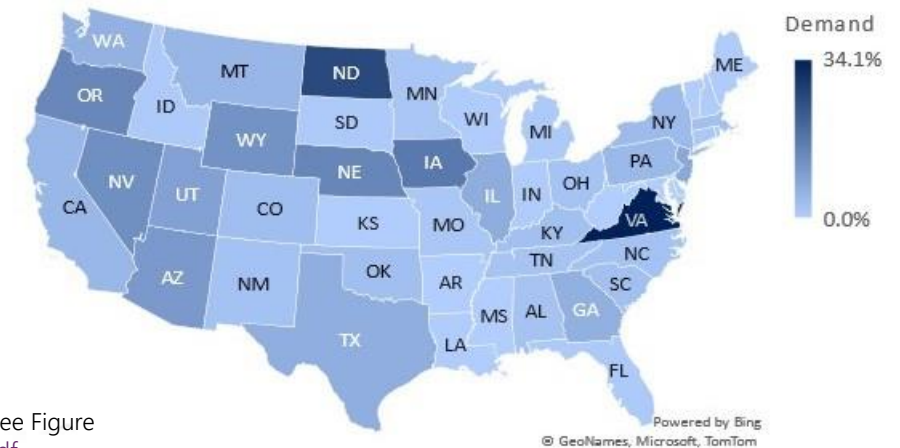 Demand
34.1%
0.0%
WA
MT
ND
MN
ME
OR
ID
SD
WI
MI
NY
WY
IA
PA
NV
NE
IL
IN
OH
UT
CA
CO
KS
MO
KY
VA
NC
TN
AZ
NM
OK
AR
SC
MS
AL
GA
TX
LA
FL
ee Figure
df
Powered by Bing
© GeoNames, Microsoft, TomTom